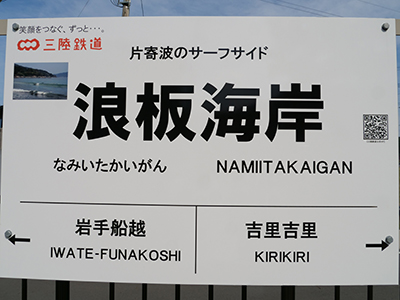 笑顔をつなぐ、ずっと・・・。
三陸鉄道
片寄波のサーフサイド
浪板海岸
なみいたかいがん NAMIITAKAIGAN
岩手船越 吉里吉里
IWATE-FUNAKOSHI KIRIKIRI